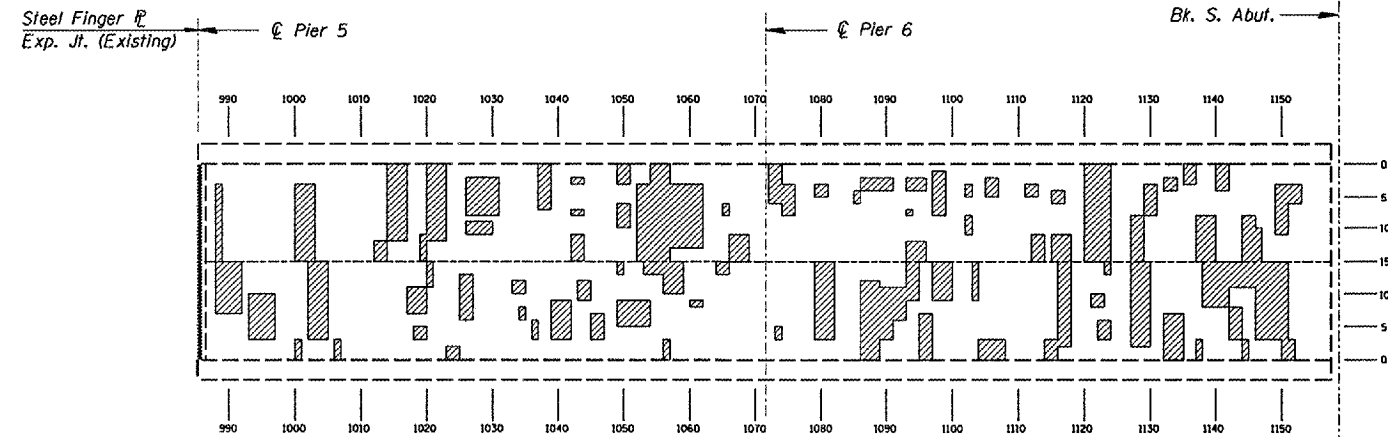 Steel Finger ℙL
Exp. Jt. (Existing)
℄ Pier 5
℄ Pier 6
Bk. S. Abut.
990 1000 1010 1020 1030 1040 1050 1060 1070 1080 1090 1100 1110 1120 1130 1140 1150
0
5
10
15
10
5
0
990 1000 1010 1020 1030 1040 1050 1060 1070 1080 1090 1100 1110 1120 1130 1140 1150